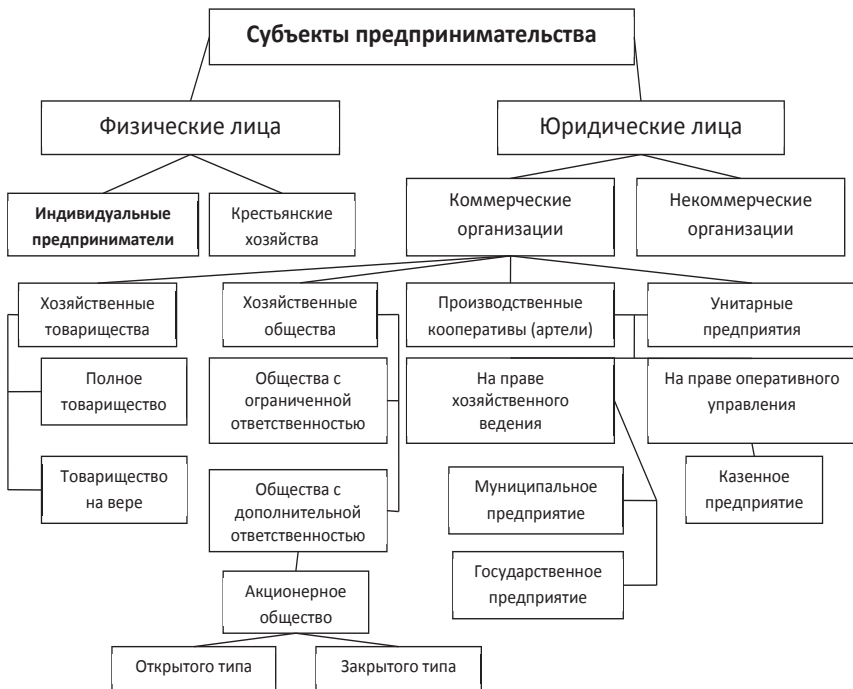 Субъекты предпринимательства
Физические лица
Юридические лица
Индивидуальные
предприниматели
Крестьянские
хозяйства
Коммерческие
организации
Некоммерческие
организации
Хозяйственные
товарищества
Хозяйственные
общества
Производственные
кооперативы (артели)
Унитарные
предприятия
Полное
товарищество
Общества с
ограниченной
ответственностью
На праве
хозяйственного
ведения
На праве оперативного
управления
Товарищество
на вере
Общества с
дополнительной
ответственностью
Муниципальное
предприятие
Казенное
предприятие
Акционерное
общество
Государственное
предприятие
Открытого типа
Закрытого типа